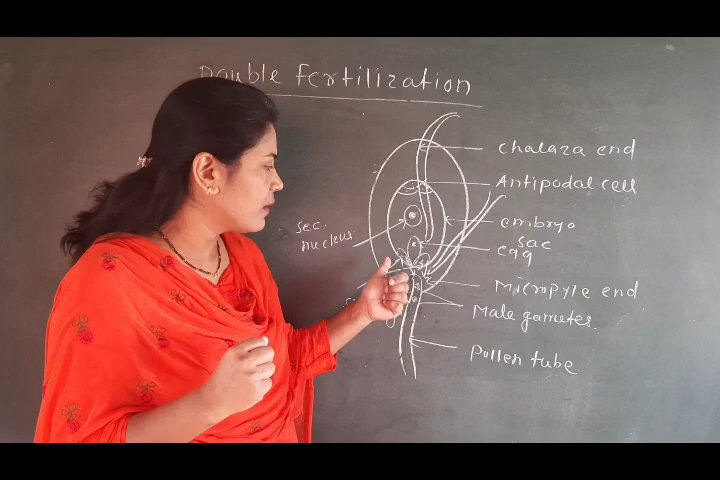 Double fertilization
chalaza end
Antipodal cell
embryo
sac
egg
sec.
nucleus
Micropyle end
Male gametes.
Pollen tube